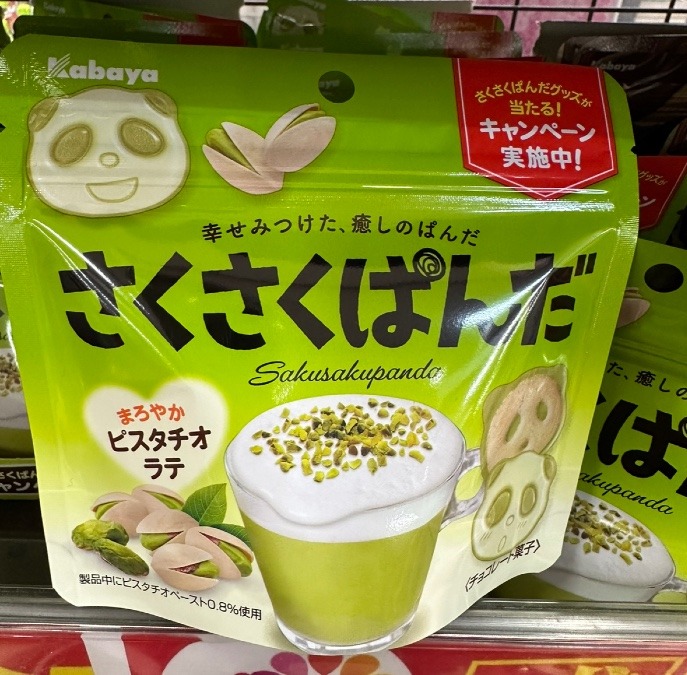 Kabaya
さくさくぱんだグッズが
当たる!
キャンペーン
実施中!
幸せみつけた、癒しのぱんだ
さくさくぱんだ
Sakusakupanda
まろやか
ピスタチオ
ラテ
製品中にピスタチオペースト0.8%使用
〈チョコレート菓子〉